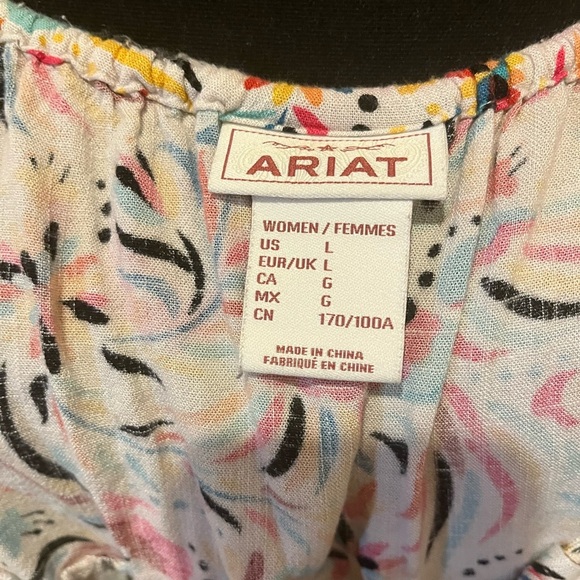 ARIAT
WOMEN / FEMMES
US L
EUR/UK L
CA G
MX G
CN 170/100A
MADE IN CHINA
FABRIQUÉ EN CHINE